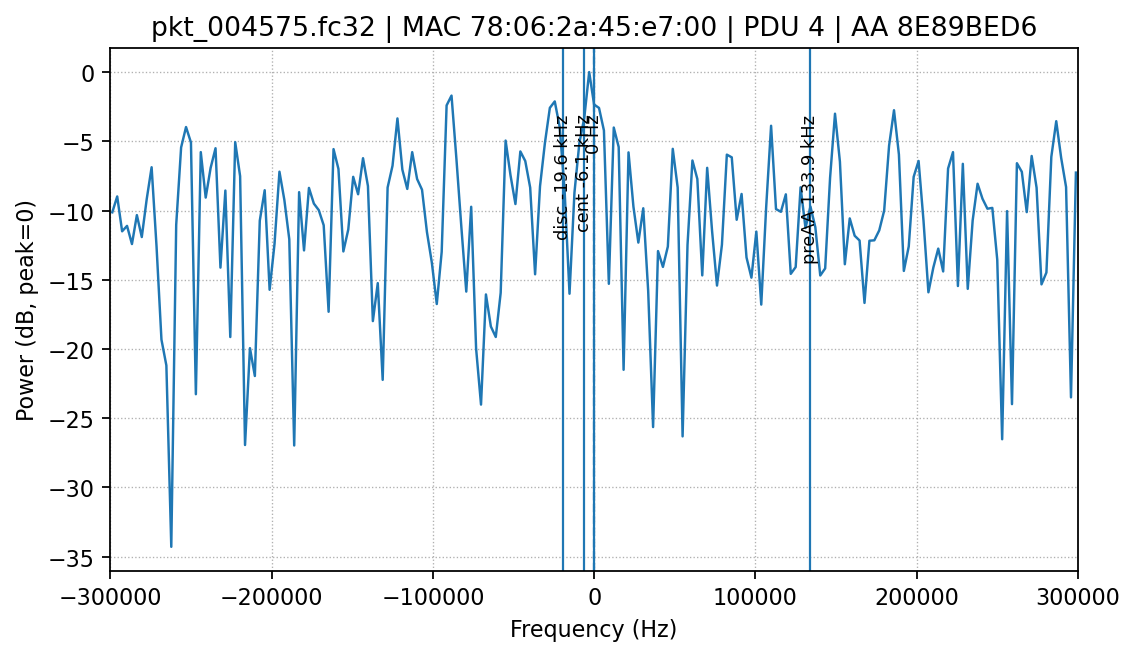 pkt_004575.fc32 | MAC 78:06:2a:45:e7:00 | PDU 4 | AA 8E89BED6
Power (dB, peak=0)
0
−5
−10
−15
−20
−25
−30
−35
disc -19.6 kHz
cent -6.1 kHz
0 Hz
preAA 133.9 kHz
−300000
−200000
−100000
0
100000
200000
300000
Frequency (Hz)